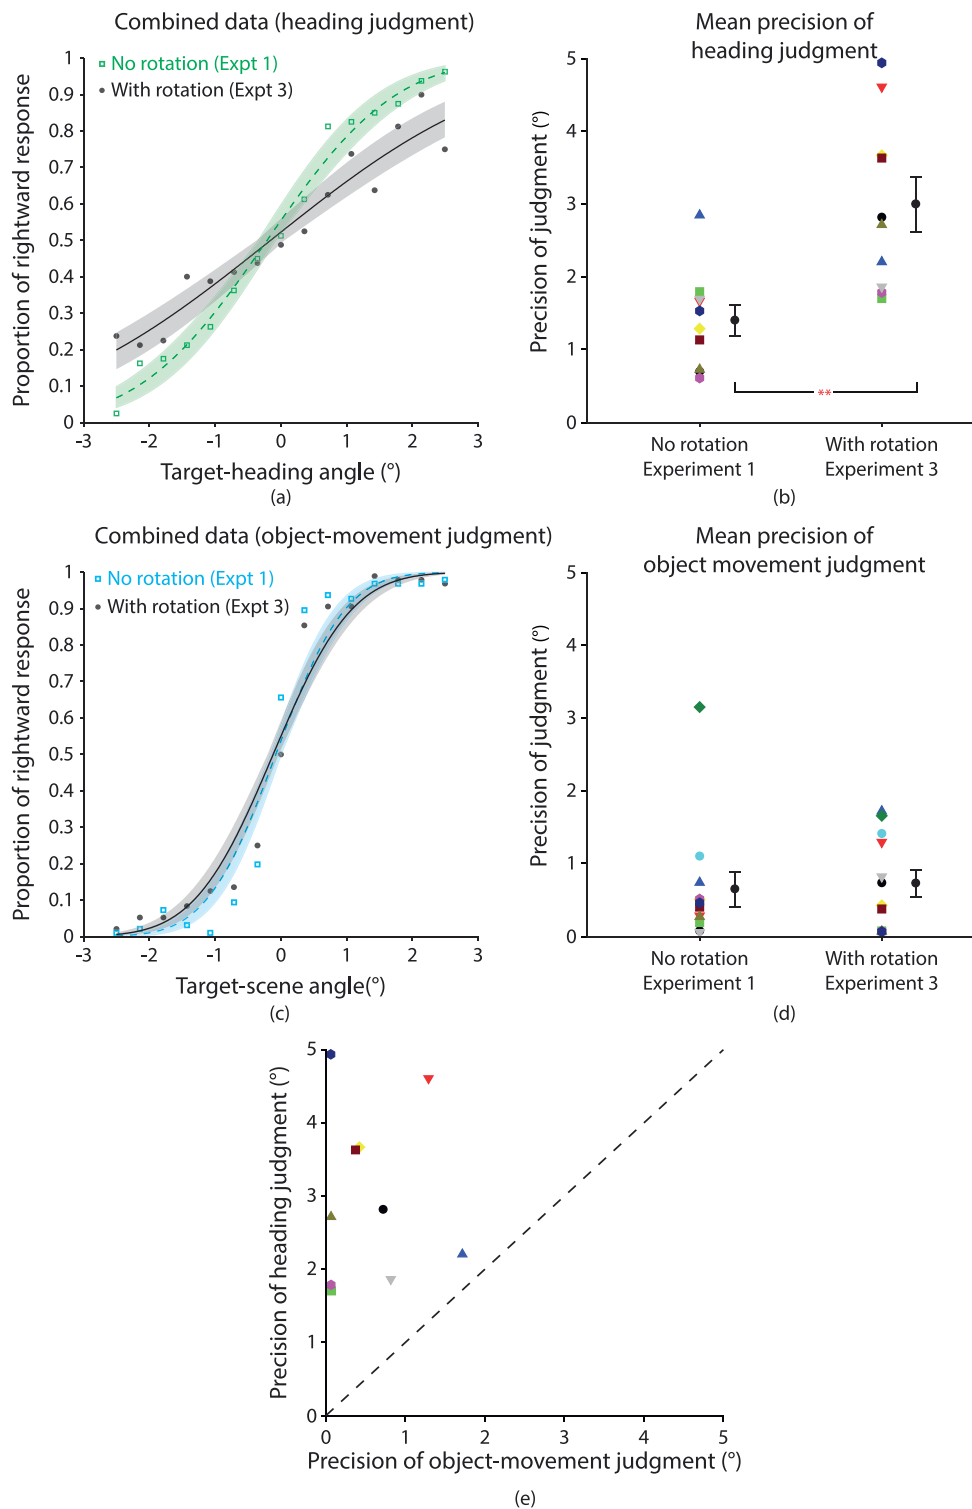 Combined data (heading judgment)
(a)
No rotation (Expt 1)
With rotation (Expt 3)
Proportion of rightward response
1
0.9
0.8
0.7
0.6
0.5
0.4
0.3
0.2
0.1
0
−3 −2 −1 0 1 2 3
Target-heading angle (°)
(a)
Mean precision of
heading judgment
Precision of judgment (°)
5
4
3
2
1
0
**
No rotation
Experiment 1
With rotation
Experiment 3
(b)
Combined data (object-movement judgment)
No rotation (Expt 1)
With rotation (Expt 3)
Proportion of rightward response
1
0.9
0.8
0.7
0.6
0.5
0.4
0.3
0.2
0.1
0
−3 −2 −1 0 1 2 3
Target-scene angle(°)
(c)
Mean precision of
object movement judgment
Precision of judgment (°)
5
4
3
2
1
0
No rotation
Experiment 1
With rotation
Experiment 3
(d)
Precision of heading judgment (°)
5
4
3
2
1
0
0 1 2 3 4 5
Precision of object-movement judgment (°)
(e)